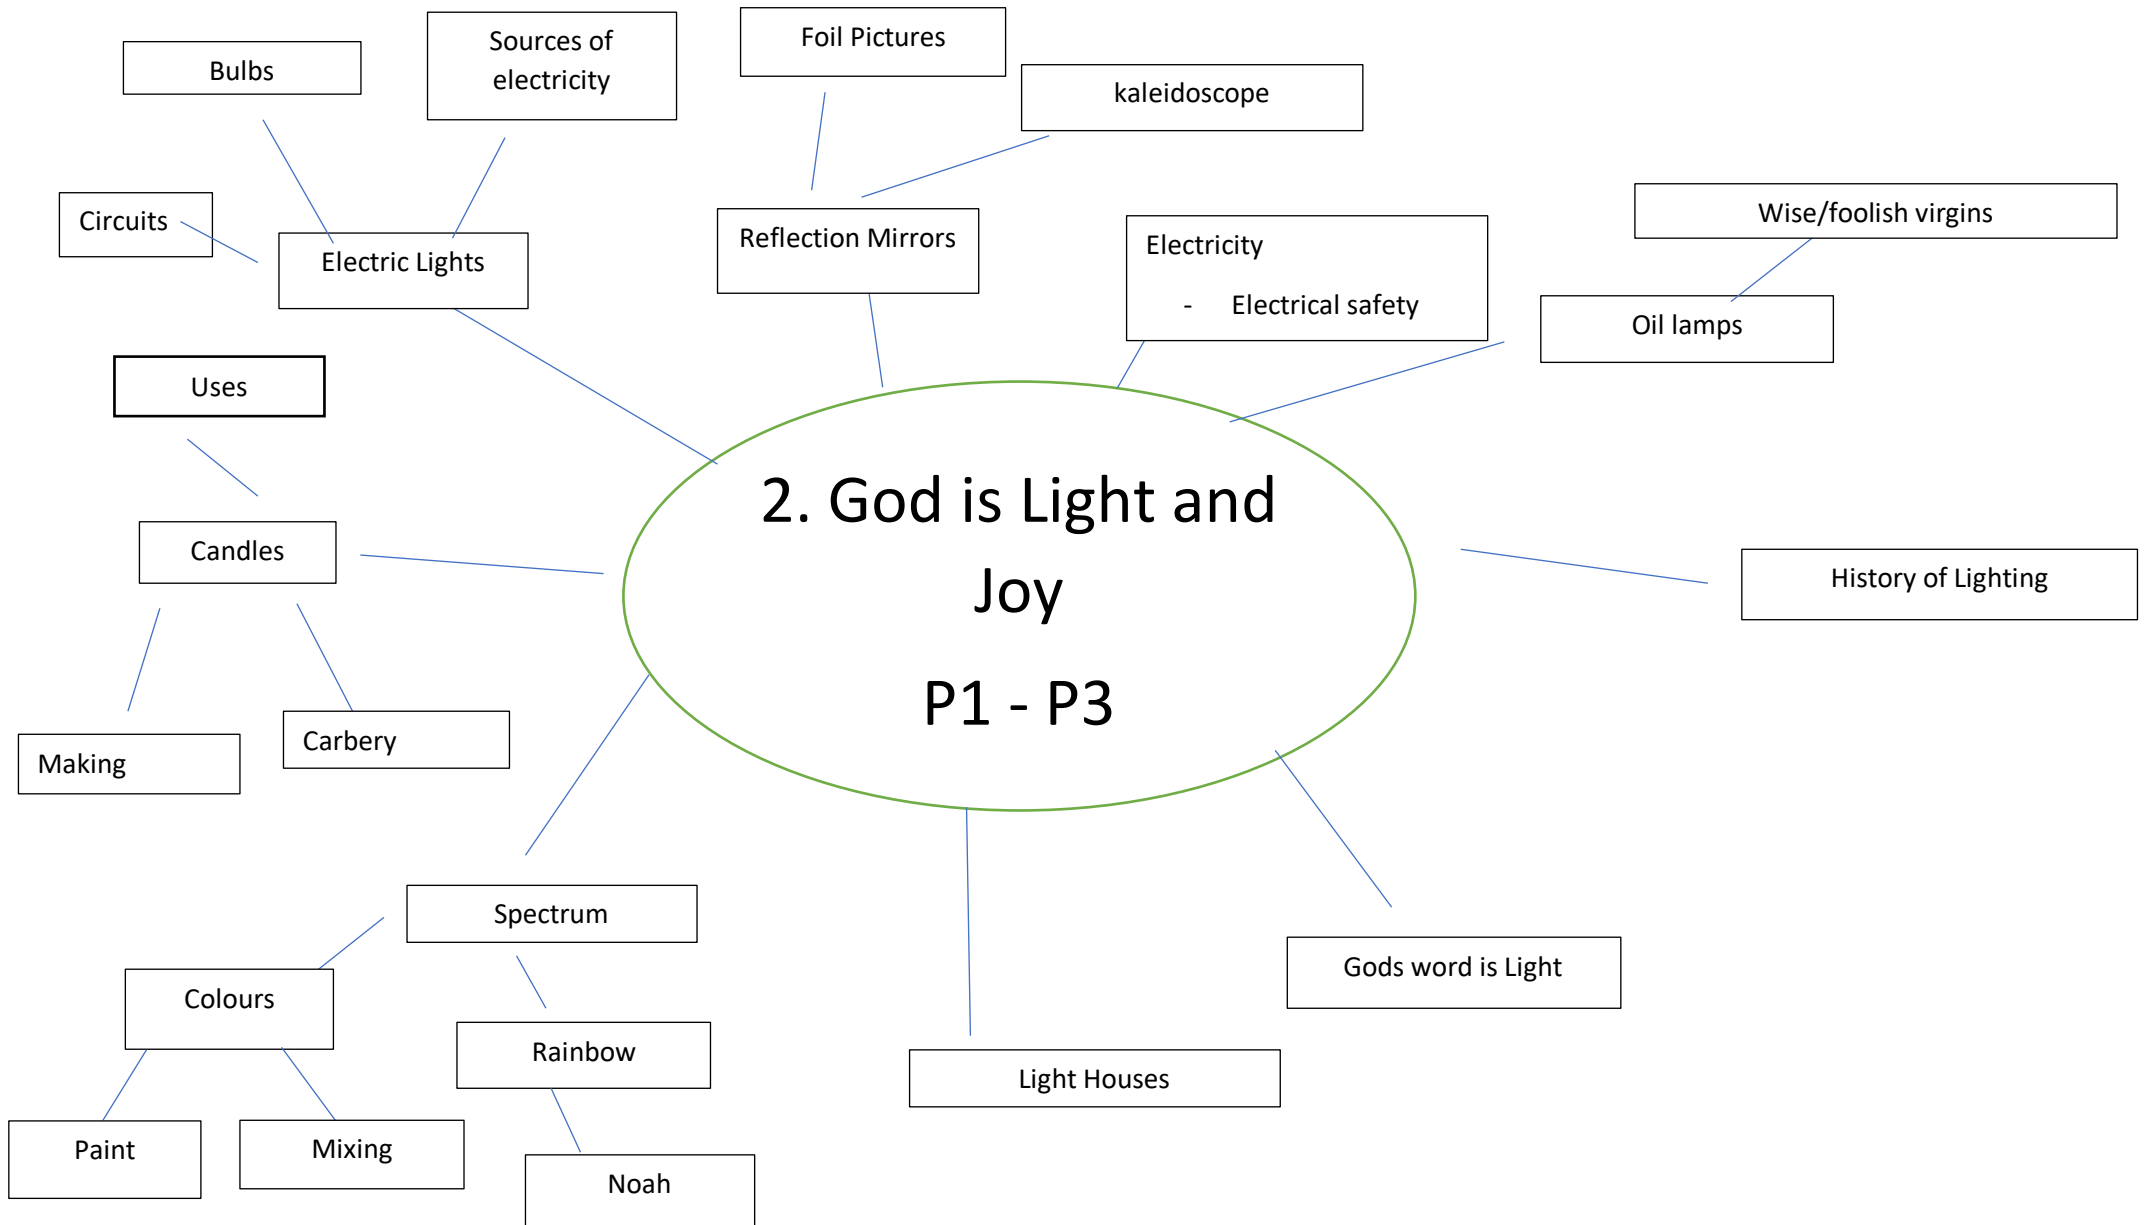 Foil Pictures
Sources of
electricity
Bulbs
kaleidoscope
Wise/foolish virgins
Circuits
Reflection Mirrors
Electricity
- Electrical safety
Electric Lights
Oil lamps
Uses
2. God is Light and
Joy
P1 - P3
Candles
History of Lighting
Carbery
Making
Spectrum
Gods word is Light
Colours
Rainbow
Light Houses
Paint
Mixing
Noah